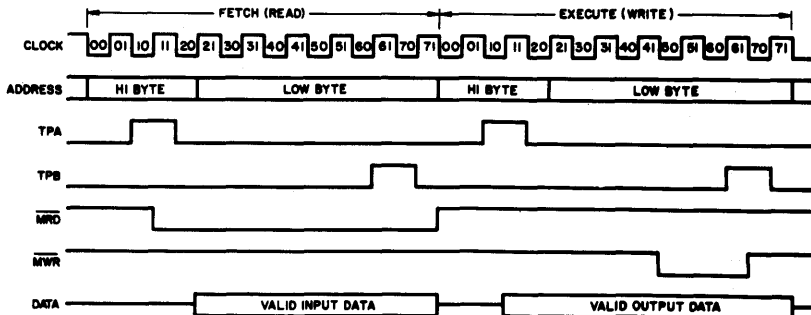 FETCH (READ) EXECUTE (WRITE)
CLOCK 00 01 10 11 20 21 30 31 40 41 50 51 60 61 70 71 00 01 10 11 20 21 30 31 40 41 50 51 60 61 70 71
ADDRESS HI BYTE LOW BYTE HI BYTE LOW BYTE
TPA
TPB
MRD
MWR
DATA VALID INPUT DATA VALID OUTPUT DATA